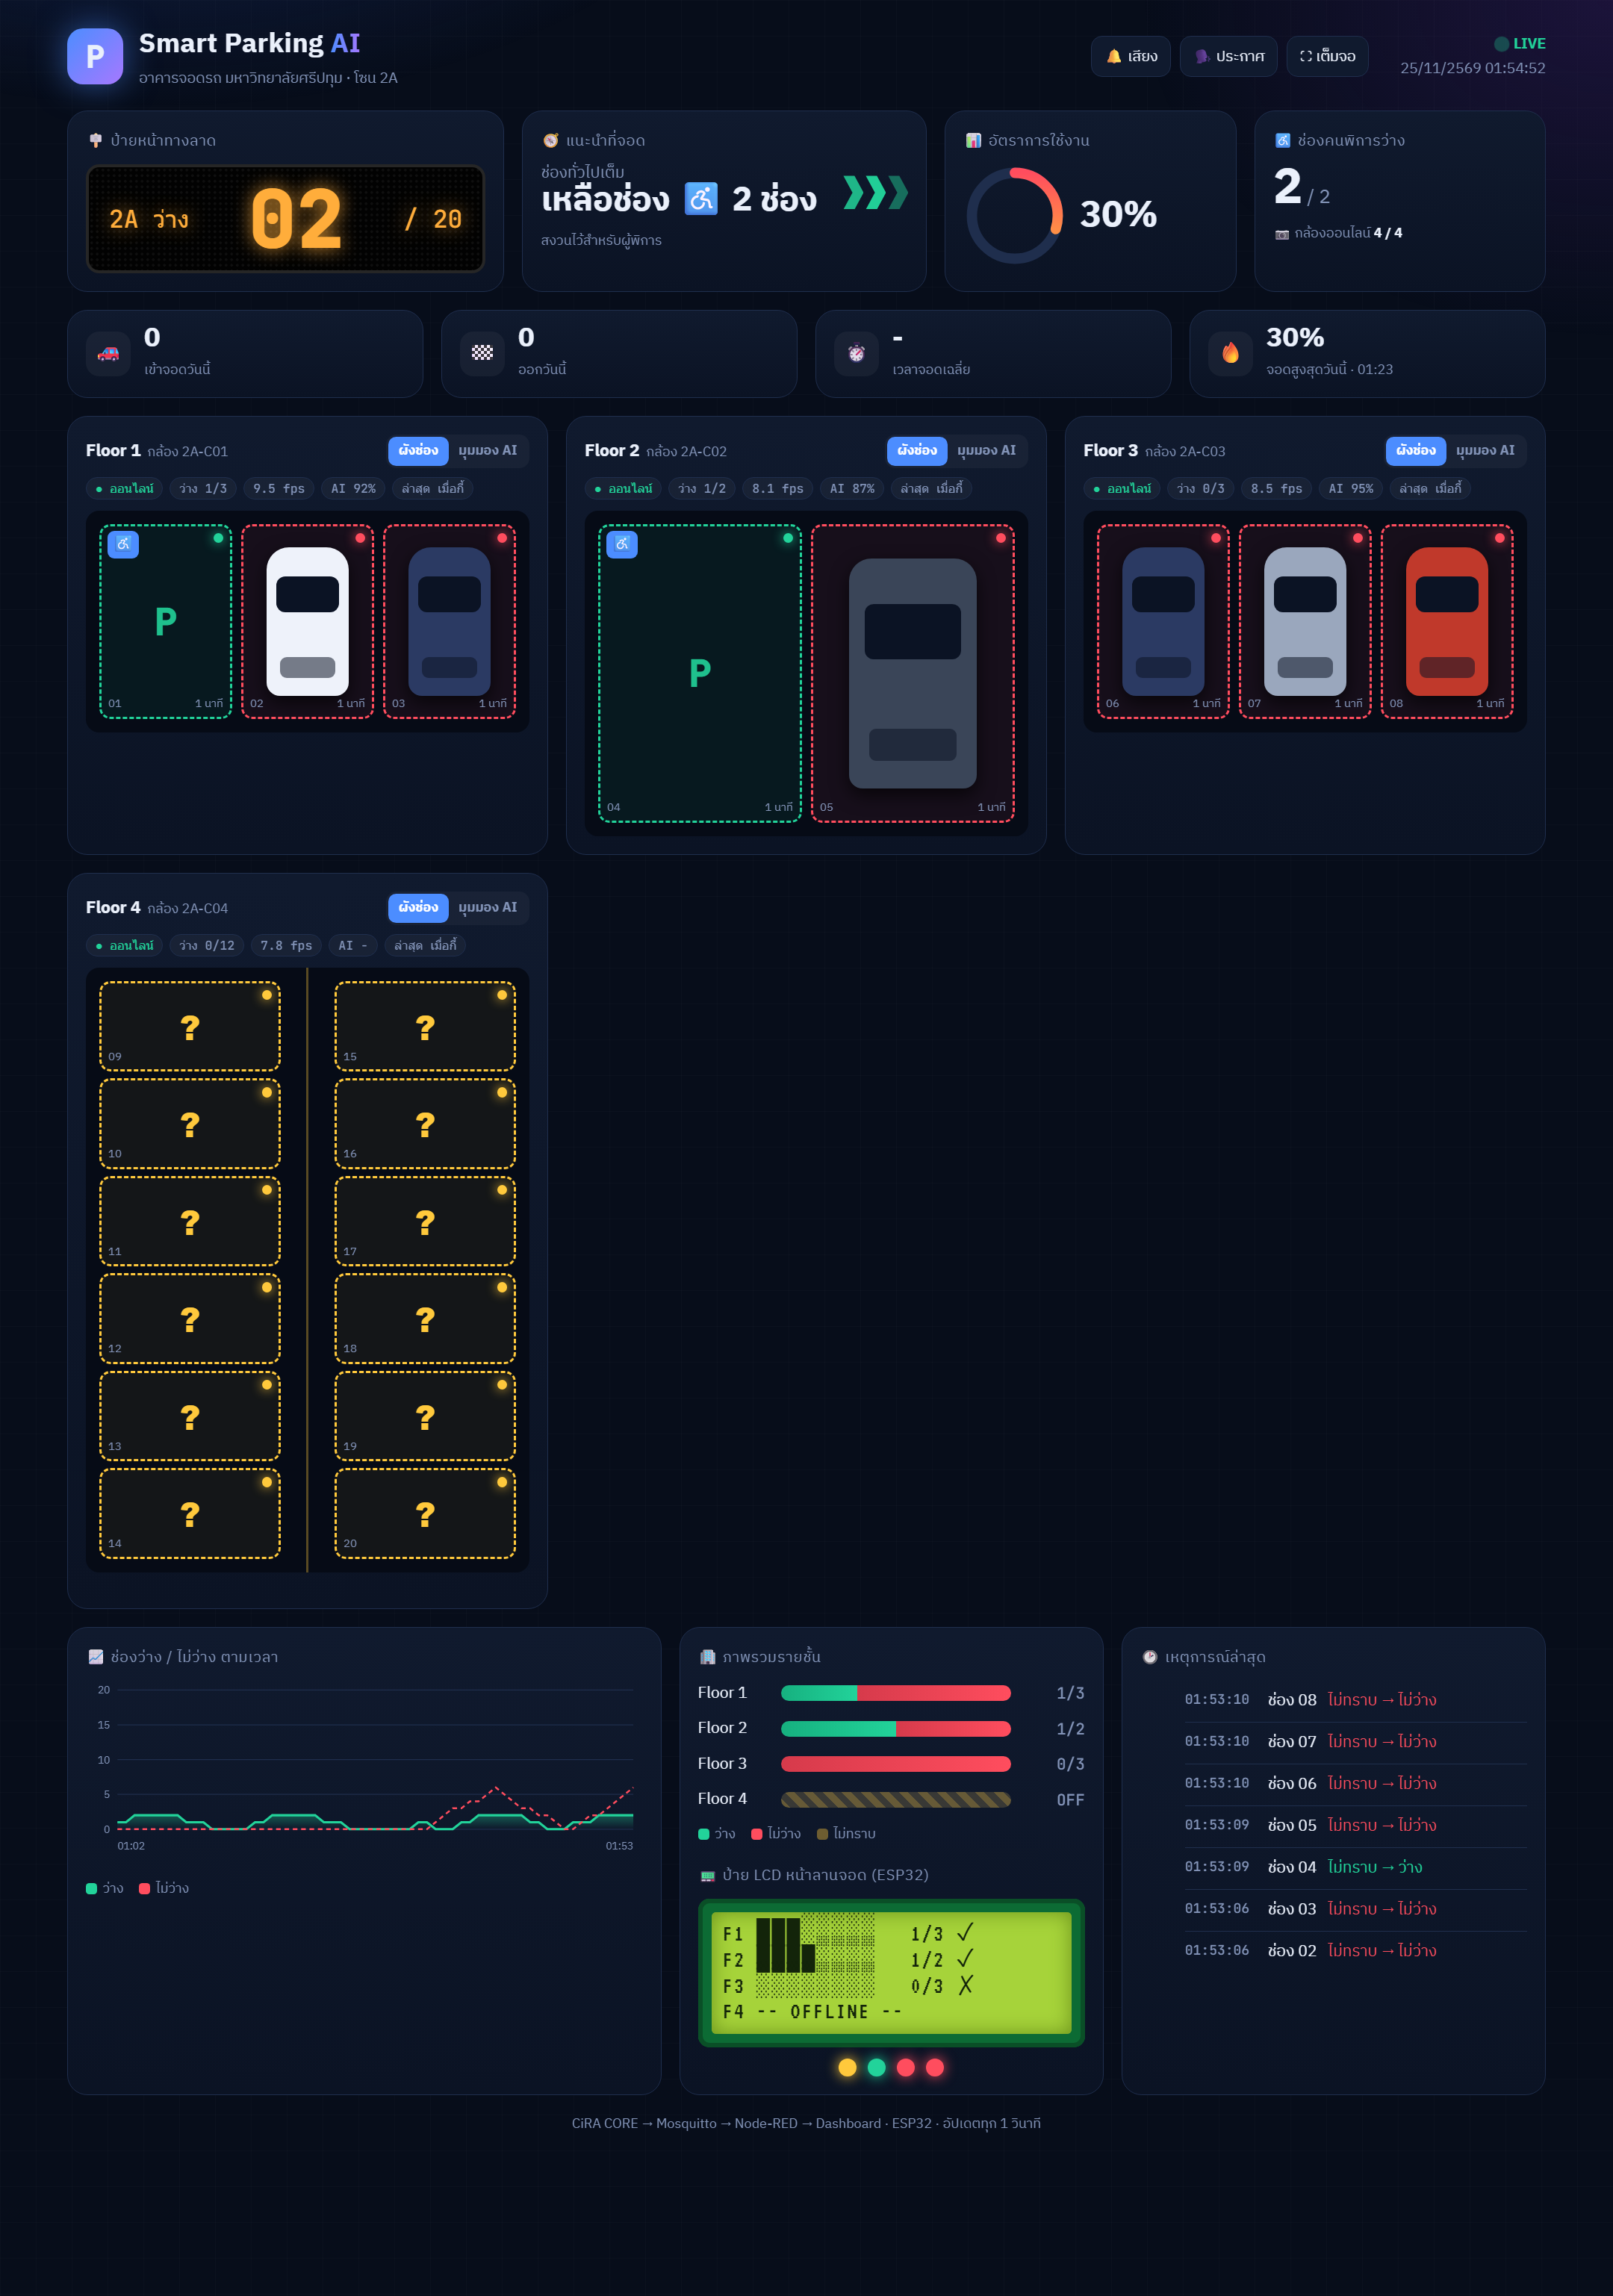 P
Smart Parking AI
อาคารจอดรถ มหาวิทยาลัยศรีปทุม · โซน 2A
เสียง
ประกาศ
เต็มจอ
LIVE
25/11/2569 01:54:52
ป้ายหน้าทางลาด
2A ว่าง 02 / 20
แนะนำที่จอด
ช่องทั่วไปเต็ม
เหลือช่อง ♿ 2 ช่อง
สงวนไว้สำหรับผู้พิการ
อัตราการใช้งาน
30%
ช่องคนพิการว่าง
2 / 2
กล้องออนไลน์ 4 / 4
0
เข้าจอดวันนี้
0
ออกวันนี้
-
เวลาจอดเฉลี่ย
30%
จอดสูงสุดวันนี้ · 01:23
Floor 1 กล้อง 2A-C01
ผังช่อง มุมมอง AI
ออนไลน์ ว่าง 1/3 9.5 fps AI 92% ล่าสุด เมื่อกี้
P
01 1 นาที
02 1 นาที
03 1 นาที
Floor 2 กล้อง 2A-C02
ผังช่อง มุมมอง AI
ออนไลน์ ว่าง 1/2 8.1 fps AI 87% ล่าสุด เมื่อกี้
P
04 1 นาที
05 1 นาที
Floor 3 กล้อง 2A-C03
ผังช่อง มุมมอง AI
ออนไลน์ ว่าง 0/3 8.5 fps AI 95% ล่าสุด เมื่อกี้
06 1 นาที
07 1 นาที
08 1 นาที
Floor 4 กล้อง 2A-C04
ผังช่อง มุมมอง AI
ออนไลน์ ว่าง 0/12 7.8 fps AI - ล่าสุด เมื่อกี้
? ?
09 15
? ?
10 16
? ?
11 17
? ?
12 18
? ?
13 19
? ?
14 20
ช่องว่าง / ไม่ว่าง ตามเวลา
20
15
10
5
0
01:02 01:53
ว่าง ไม่ว่าง
ภาพรวมรายชั้น
Floor 1 1/3
Floor 2 1/2
Floor 3 0/3
Floor 4 OFF
ว่าง ไม่ว่าง ไม่ทราบ
ป้าย LCD หน้าลานจอด (ESP32)
F1 1/3 ✓
F2 1/2 ✓
F3 0/3 ✗
F4 -- OFFLINE --
เหตุการณ์ล่าสุด
01:53:10 ช่อง 08 ไม่ทราบ → ไม่ว่าง
01:53:10 ช่อง 07 ไม่ทราบ → ไม่ว่าง
01:53:10 ช่อง 06 ไม่ทราบ → ไม่ว่าง
01:53:09 ช่อง 05 ไม่ทราบ → ไม่ว่าง
01:53:09 ช่อง 04 ไม่ทราบ → ว่าง
01:53:06 ช่อง 03 ไม่ทราบ → ไม่ว่าง
01:53:06 ช่อง 02 ไม่ทราบ → ไม่ว่าง
CiRA CORE → Mosquitto → Node-RED → Dashboard · ESP32 · อัปเดตทุก 1 วินาที